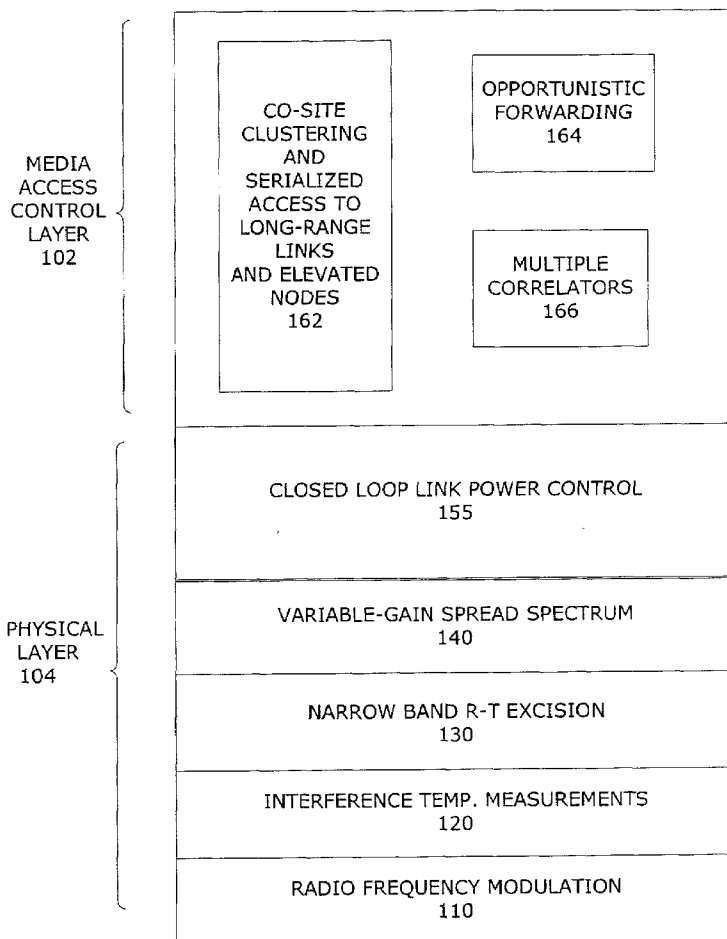 MEDIA
ACCESS
CONTROL
LAYER
102
CO-SITE
CLUSTERING
AND
SERIALIZED
ACCESS TO
LONG-RANGE
LINKS
AND ELEVATED
NODES
162
OPPORTUNISTIC
FORWARDING
164
MULTIPLE
CORRELATORS
166
PHYSICAL
LAYER
104
CLOSED LOOP LINK POWER CONTROL
155
VARIABLE-GAIN SPREAD SPECTRUM
140
NARROW BAND R-T EXCISION
130
INTERFERENCE TEMP. MEASUREMENTS
120
RADIO FREQUENCY MODULATION
110